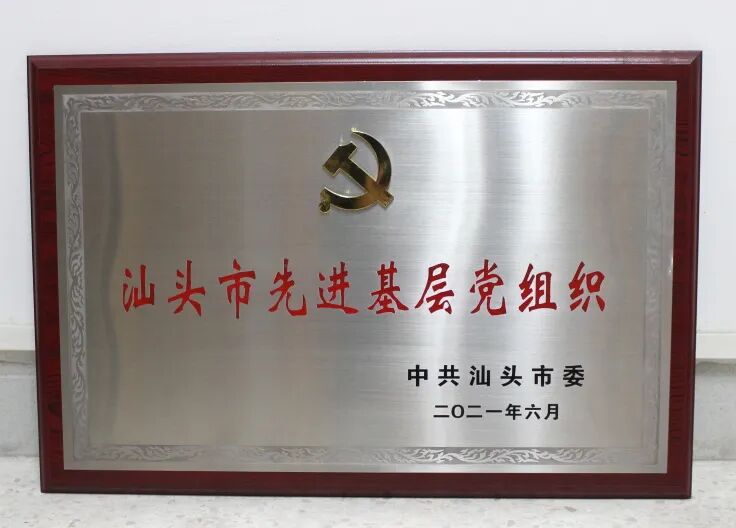 汕头市先进基层党组织
中共汕头市委
二〇二一年六月